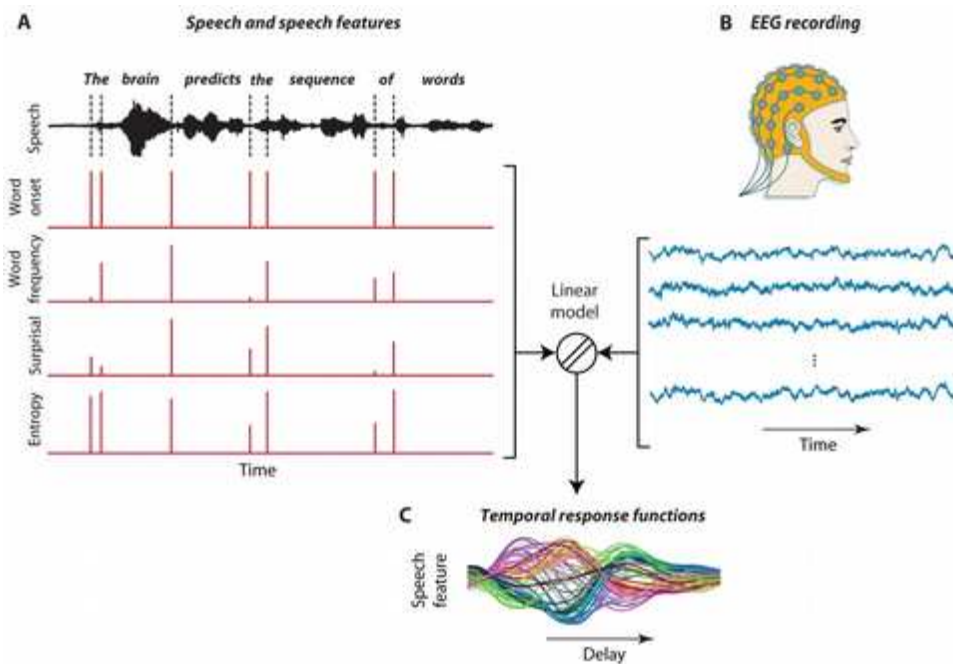 A
Speech and speech features
The brain predicts the sequence of words
Speech
Word
onset
Word
frequency
Surprisal
Entropy
Time
B
EEG recording
Linear
model
Time
C
Temporal response functions
Speech
feature
Delay